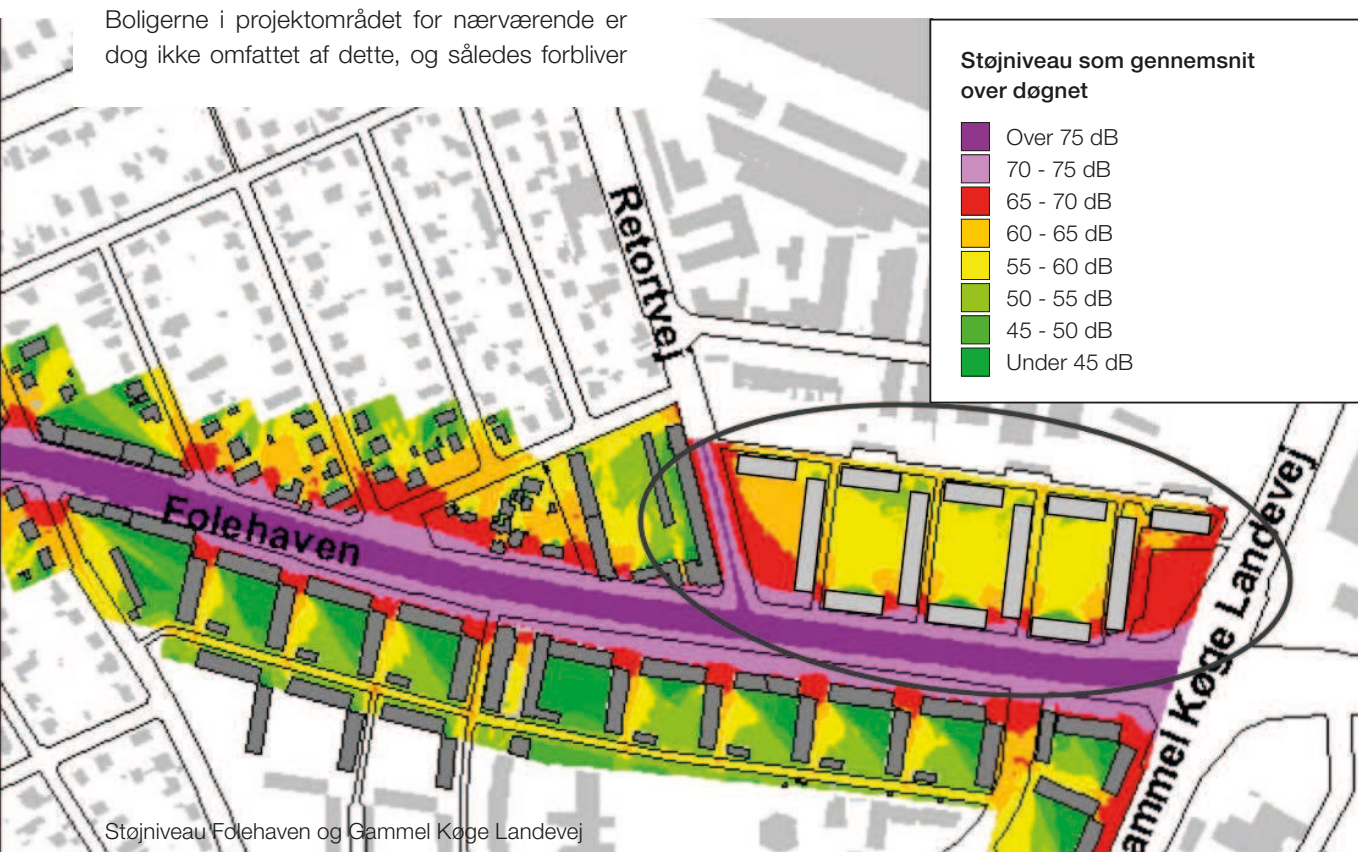 Boligerne i projektområdet for nærværende er
dog ikke omfattet af dette, og således forbliver
Støjniveau som gennemsnit
over døgnet
Over 75 dB
70 - 75 dB
65 - 70 dB
60 - 65 dB
55 - 60 dB
50 - 55 dB
45 - 50 dB
Under 45 dB
Retortvej
Folehaven
ammel Køge Landevej
Støjniveau Folehaven og Gammel Køge Landevej